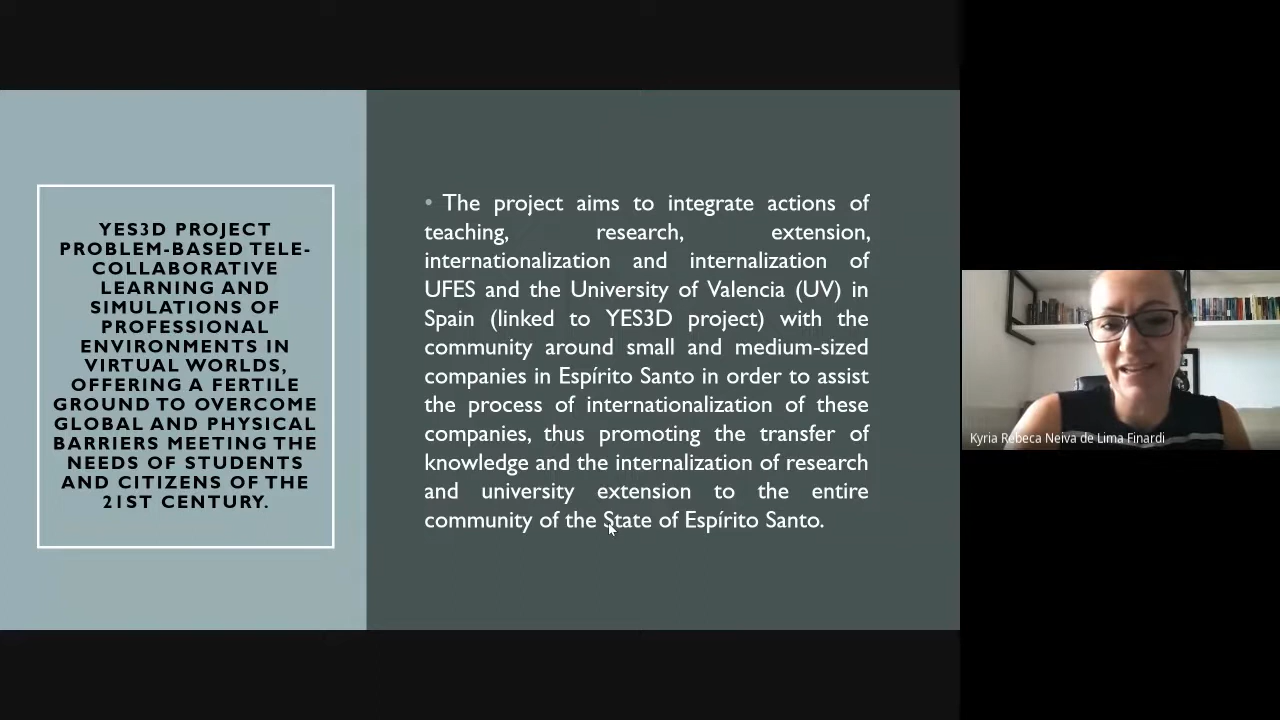 YES3D PROJECT
PROBLEM-BASED TELE-
COLLABORATIVE
LEARNING AND
SIMULATIONS OF
PROFESSIONAL
ENVIRONMENTS IN
VIRTUAL WORLDS,
OFFERING A FERTILE
GROUND TO OVERCOME
GLOBAL AND PHYSICAL
BARRIERS MEETING THE
NEEDS OF STUDENTS
AND CITIZENS OF THE
21ST CENTURY.
• The project aims to integrate actions of
teaching, research, extension,
internationalization and internalization of
UFES and the University of Valencia (UV) in
Spain (linked to YES3D project) with the
community around small and medium-sized
companies in Espírito Santo in order to assist
the process of internationalization of these
companies, thus promoting the transfer of
knowledge and the internalization of research
and university extension to the entire
community of the State of Espírito Santo.
Kyria Rebeca Neiva de Lima Finardi